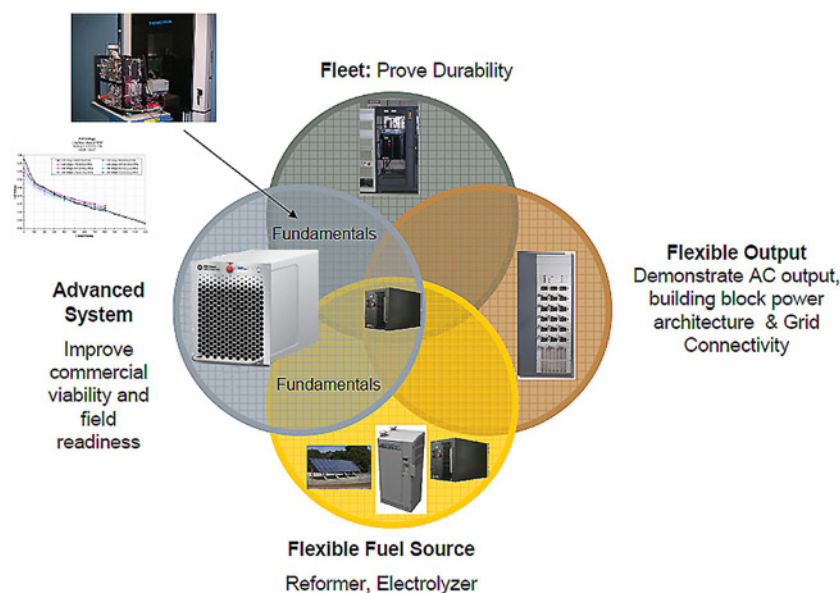 Fleet: Prove Durability
Fundamentals
Flexible Output
Demonstrate AC output,
building block power
architecture & Grid
Connectivity
Advanced
System
Improve
commercial
viability and
field
readiness
Fundamentals
Flexible Fuel Source
Reformer, Electrolyzer